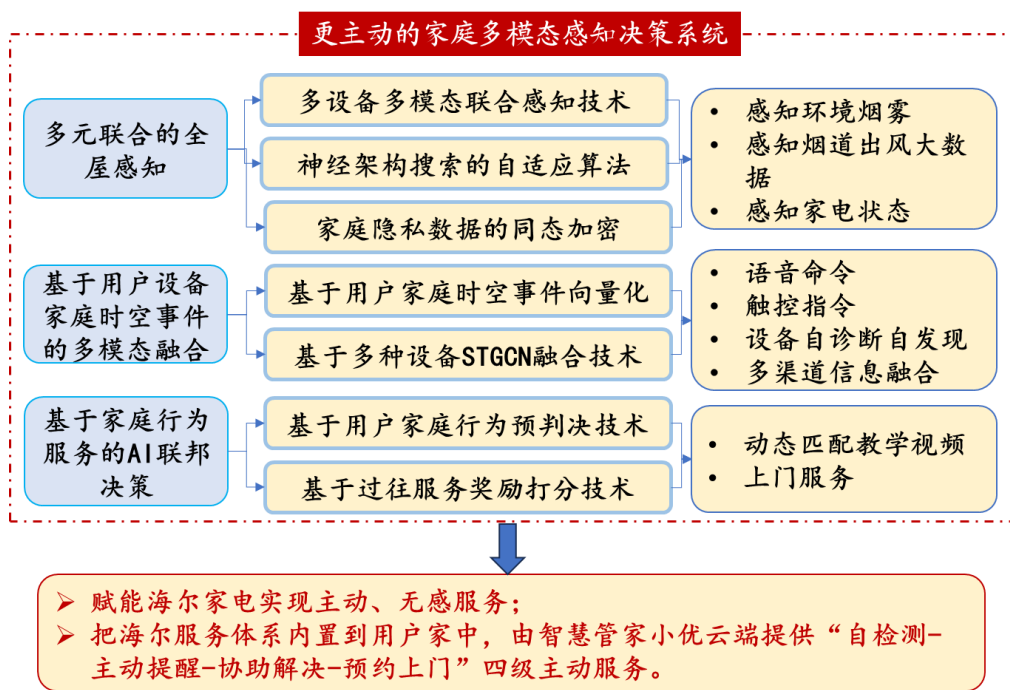 更主动的家庭多模态感知决策系统
多元联合的全
屋感知
多设备多模态联合感知技术
神经架构搜索的自适应算法
家庭隐私数据的同态加密
• 感知环境烟雾
• 感知烟道出风大数
据
• 感知家电状态
基于用户设备
家庭时空事件
的多模态融合
基于用户家庭时空事件向量化
基于多种设备STGCN融合技术
• 语音命令
• 触控指令
• 设备自诊断自发现
• 多渠道信息融合
基于家庭行为
服务的AI联邦
决策
基于用户家庭行为预判决技术
基于过往服务奖励打分技术
• 动态匹配教学视频
• 上门服务
➢ 赋能海尔家电实现主动、无感服务；
➢ 把海尔服务体系内置到用户家中，由智慧管家小优云端提供“自检测-
主动提醒-协助解决-预约上门”四级主动服务。